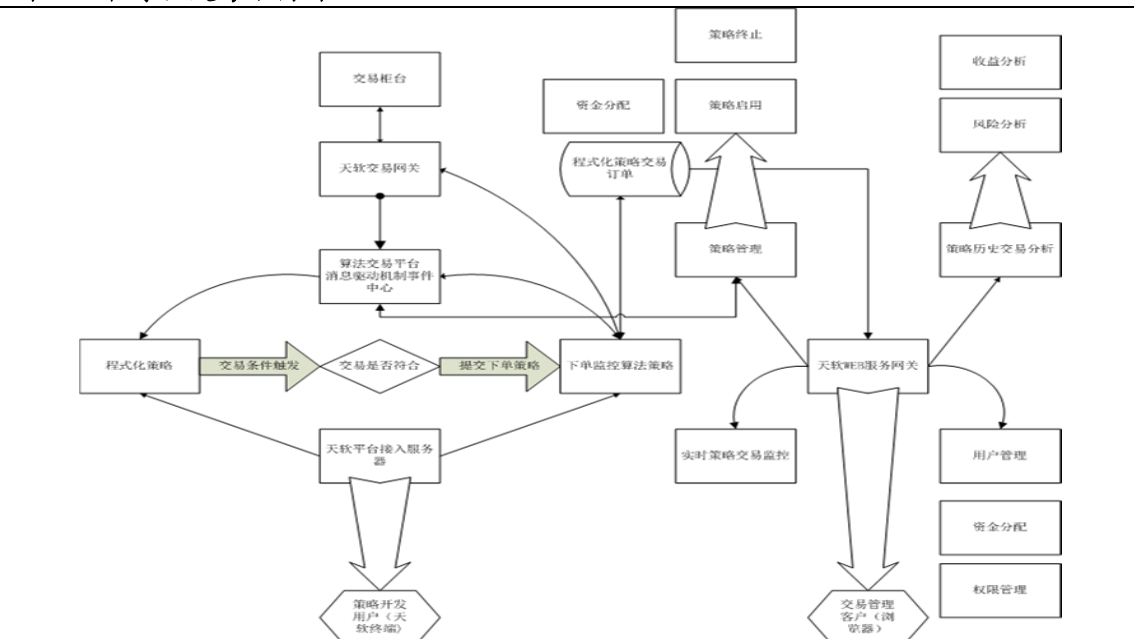 策略终止
收益分析
交易柜台
资金分配
策略启用
风险分析
天软交易网关
程式化策略交易
订单
策略管理
策略历史交易分析
算法交易平台
消息驱动机制事件
中心
程式化策略
交易条件触发
交易是否符合
提交下单策略
下单监控算法策略
天软WEB服务网关
天软平台接入服务
器
实时策略交易监控
用户管理
资金分配
权限管理
策略开发
用户（天
软终端）
交易管理
客户（浏
览器）